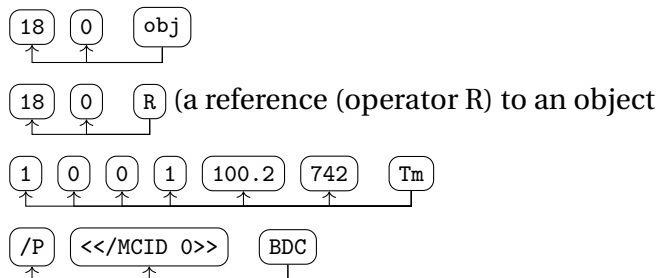 18 0 obj
18 0 R (a reference (operator R) to an object
1 0 0 1 100.2 742 Tm
/P <</MCID 0>> BDC